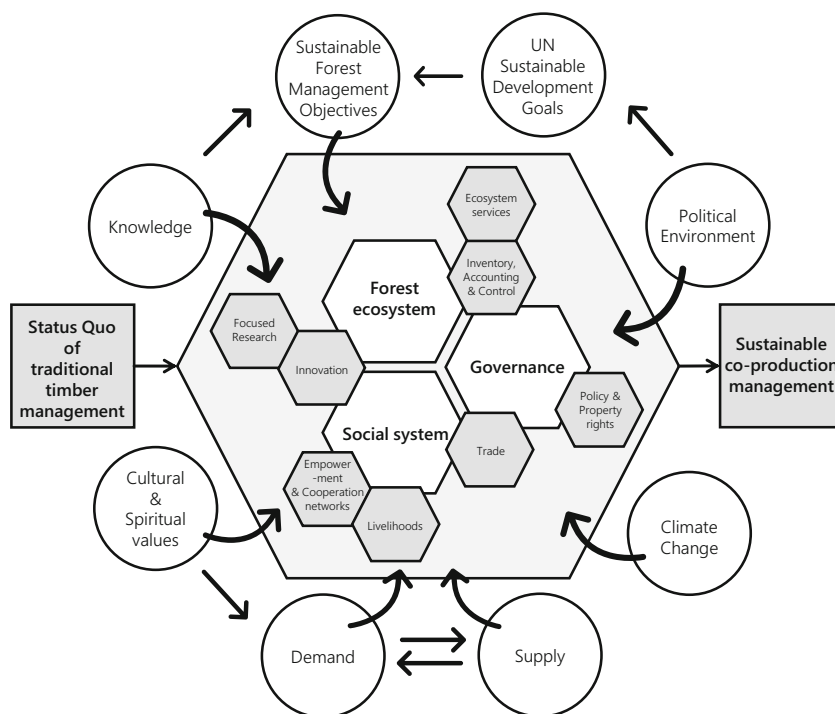 Sustainable
Forest
Management
Objectives
UN
Sustainable
Development
Goals
Knowledge
Political
Environment
Ecosystem
services
Inventory,
Accounting
& Control
Forest
ecosystem
Focused
Research
Innovation
Governance
Status Quo
of
traditional
timber
management
Sustainable
co-production
management
Policy &
Property
rights
Social system
Trade
Empower
-ment
& Cooperation
networks
Livelihoods
Cultural
&
Spiritual
values
Climate
Change
Demand
Supply